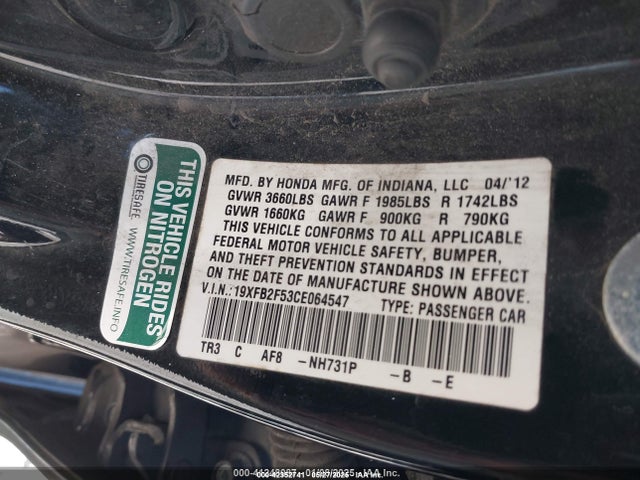 THIS VEHICLE RIDES
ON NITROGEN
TIRESAFE
WWW.TIRESAFE.INFO
MFD. BY HONDA MFG. OF INDIANA, LLC 04/'12
GVWR 3660LBS GAWR F 1985LBS R 1742LBS
GVWR 1660KG GAWR F 900KG R 790KG
THIS VEHICLE CONFORMS TO ALL APPLICABLE
FEDERAL MOTOR VEHICLE SAFETY, BUMPER,
AND THEFT PREVENTION STANDARDS IN EFFECT
ON THE DATE OF MANUFACTURE SHOWN ABOVE.
V.I.N.:19XFB2F53CE064547 TYPE: PASSENGER CAR
TR3 C AF8 -NH731P -B -E